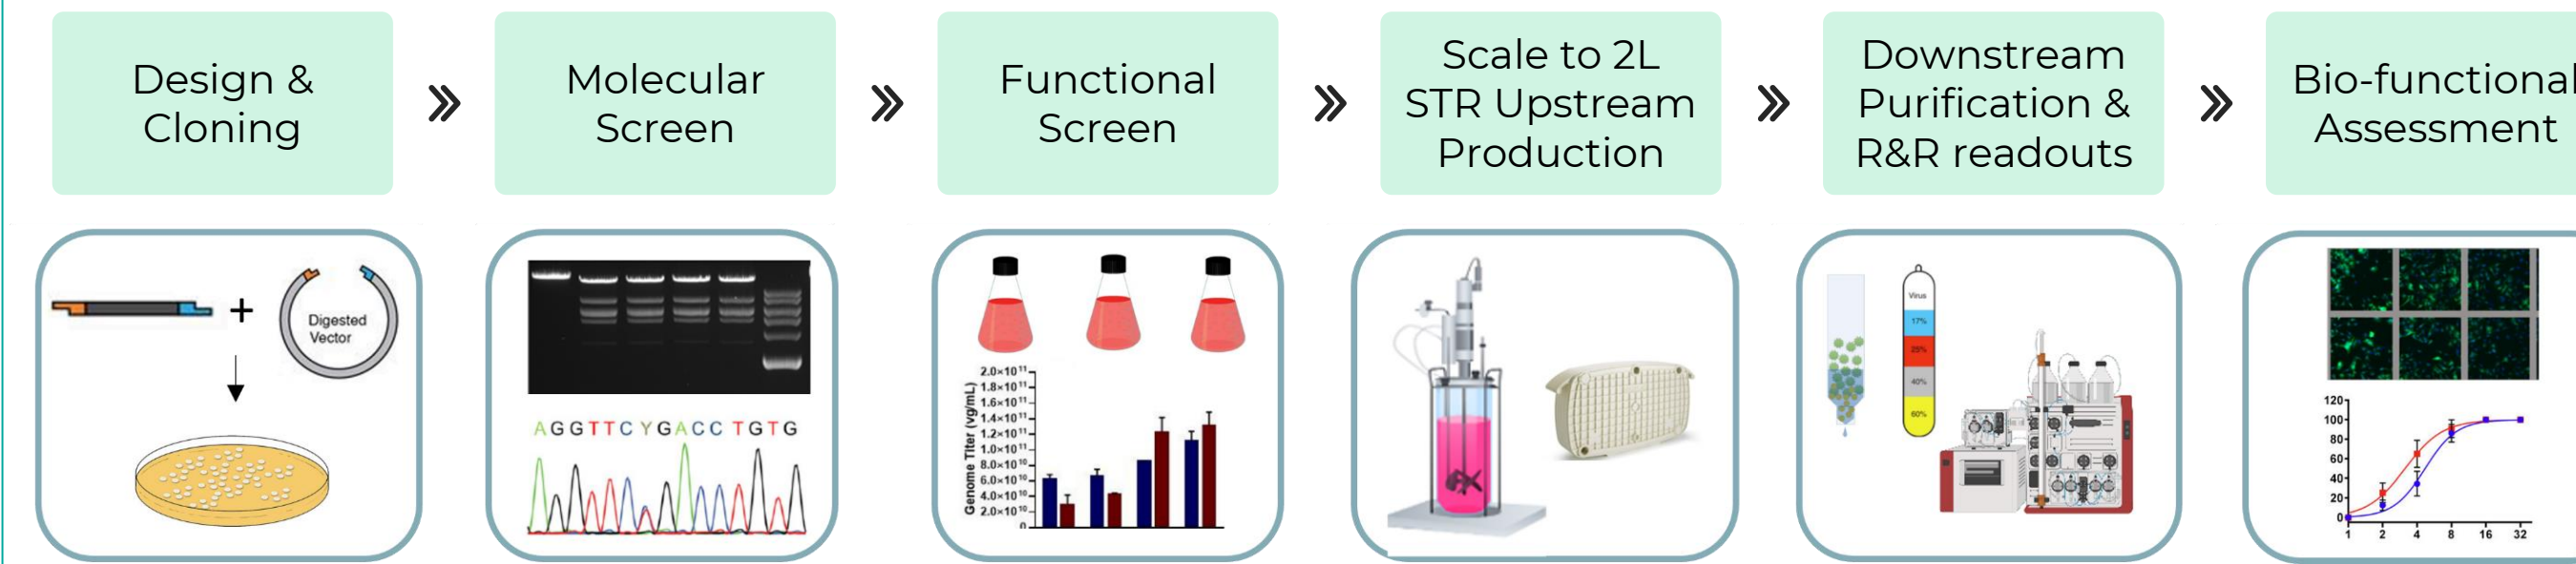 Design &
Cloning
Molecular
Screen
Functional
Screen
Scale to 2L
STR Upstream
Production
Downstream
Purification &
R&R readouts
Bio-functional
Assessment
+
Digested
Vector
AGGTTCYGACCTGTG
Genome Titer (vg/mL)
2.0×10¹¹
1.8×10¹¹
1.6×10¹¹
1.4×10¹¹
1.2×10¹¹
1.0×10¹¹
8.0×10¹⁰
6.0×10¹⁰
4.0×10¹⁰
2.0×10¹⁰
0
Virus
17%
25%
40%
60%
120
100
80
60
40
20
0
1 2 4 8 16 32